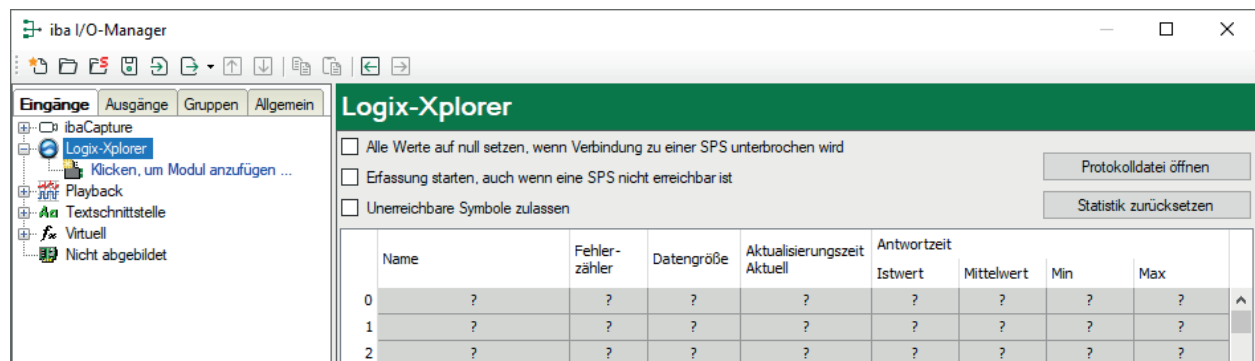 iba I/O-Manager
Eingänge Ausgänge Gruppen Allgemein
ibaCapture
Logix-Xplorer
Klicken, um Modul anzufügen ...
Playback
Textschnittstelle
Virtuell
Nicht abgebildet
Logix-Xplorer
Alle Werte auf null setzen, wenn Verbindung zu einer SPS unterbrochen wird
Erfassung starten, auch wenn eine SPS nicht erreichbar ist
Unerreichbare Symbole zulassen
Protokolldatei öffnen
Statistik zurücksetzen
Name Fehler- Datengröße Aktualisierungszeit Antwortzeit
zähler Aktuell Istwert Mittelwert Min Max
0 ? ? ? ? ? ? ? ?
1 ? ? ? ? ? ? ? ?
2 ? ? ? ? ? ? ? ?